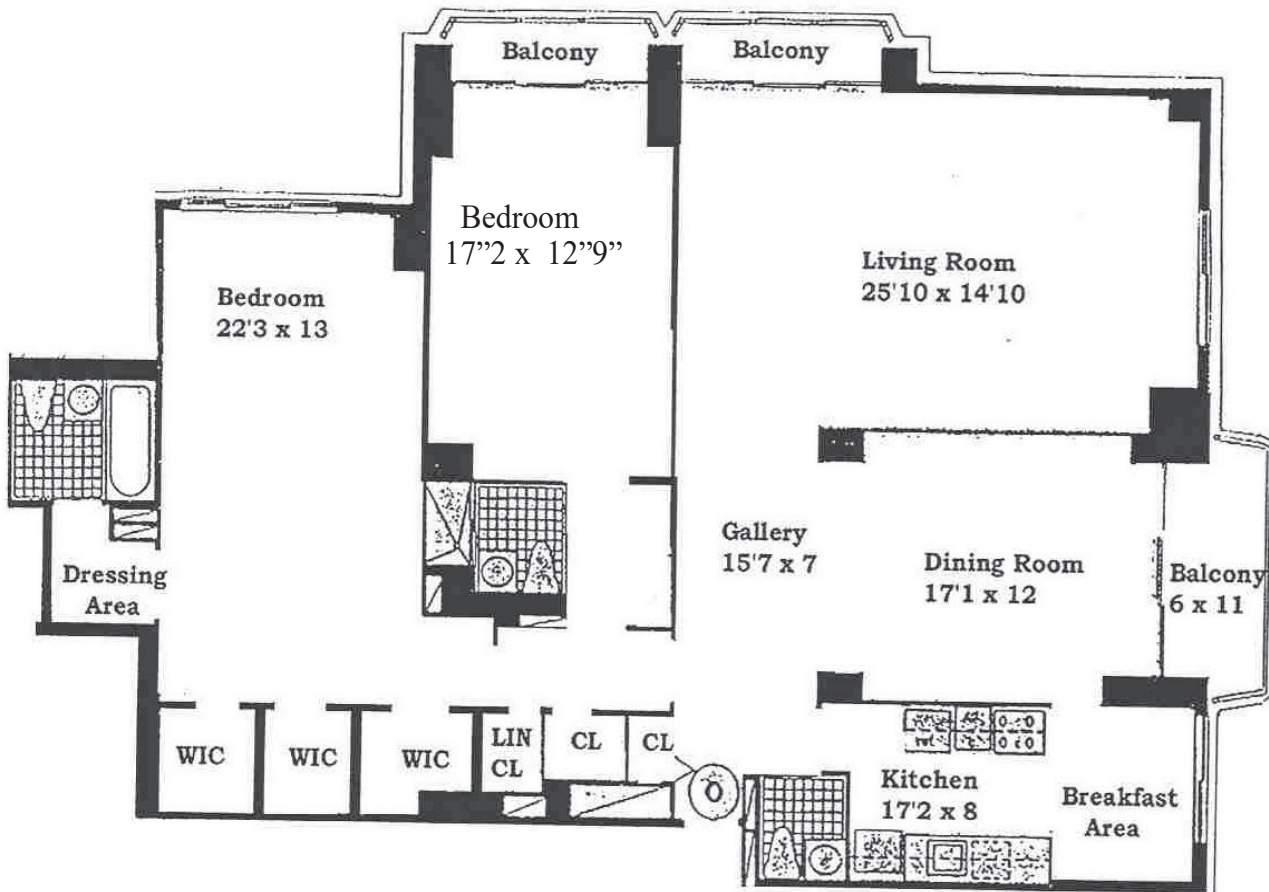 Balcony
Balcony
Bedroom
17”2 x 12”9”
Living Room
25'10 x 14'10
Bedroom
22'3 x 13
Gallery
15'7 x 7
Dining Room
17'1 x 12
Balcony
6 x 11
Dressing
Area
WIC
WIC
WIC
LIN
CL
CL
CL
Kitchen
17'2 x 8
Breakfast
Area